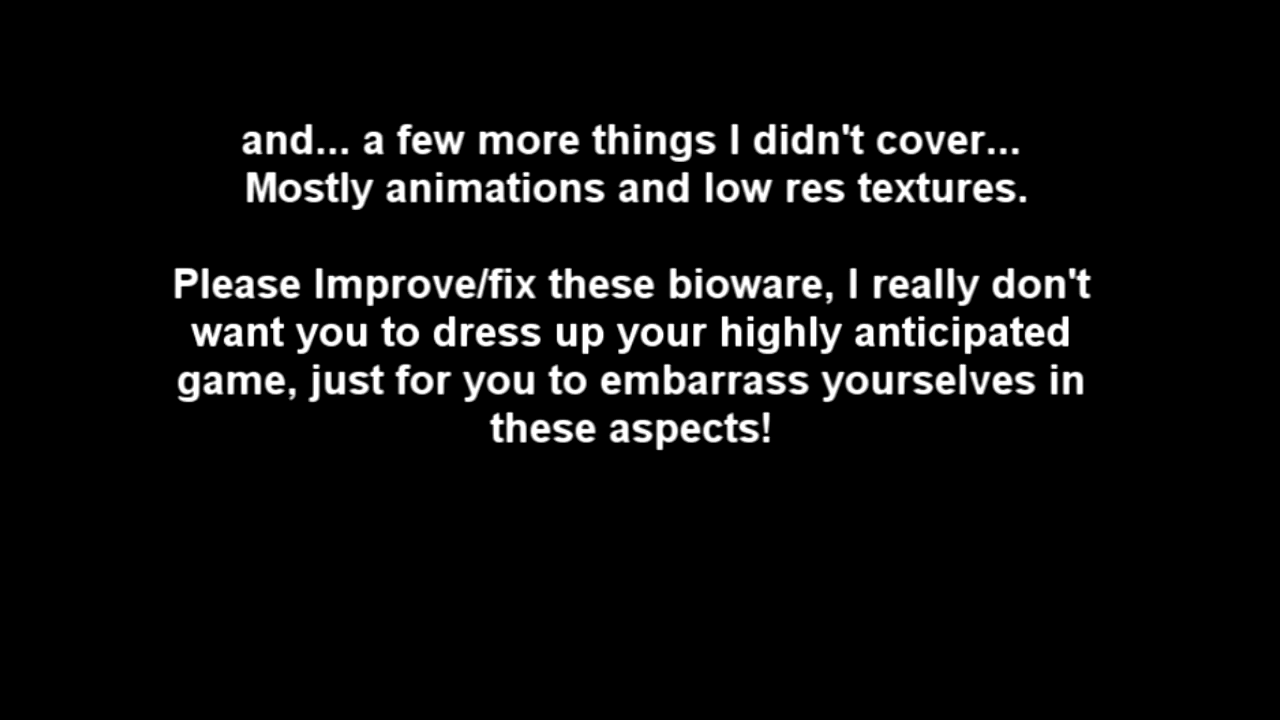 and... a few more things I didn't cover...
Mostly animations and low res textures.
Please Improve/fix these bioware, I really don't
want you to dress up your highly anticipated
game, just for you to embarrass yourselves in
these aspects!